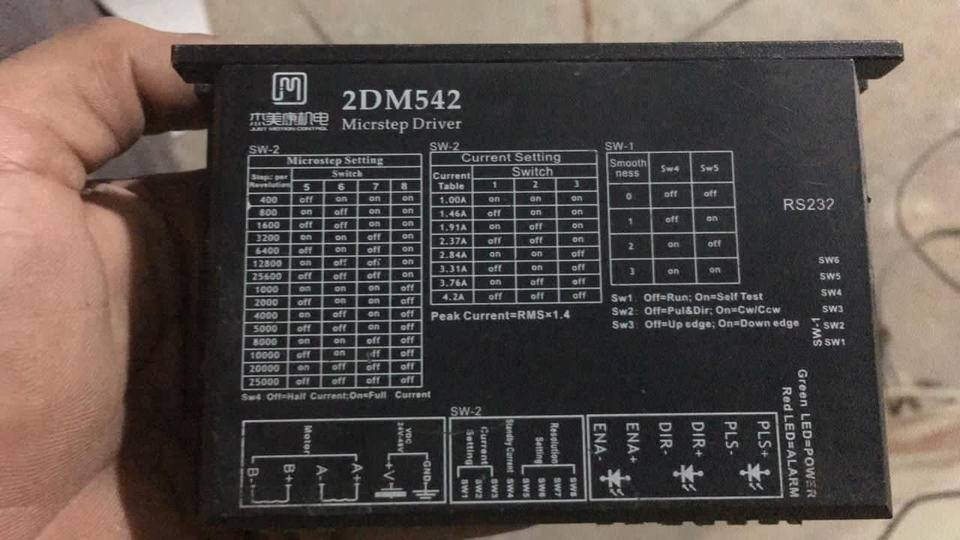 杰美康机电
JUST MOTION CONTROL
2DM542
Micrstep Driver
SW-2
Microstep Setting
Steps per Revolution
Switch
5 6 7 8
400 off on on on
800 on off on on
1600 off off on on
3200 on on off on
6400 off on off on
12800 on off off on
25600 off off off on
1000 on on on off
2000 off on on off
4000 on off on off
5000 off off on off
8000 on on off off
10000 off on off off
20000 on off off off
25000 off off off off
Sw4 Off=Half Current;On=Full Current
SW-2
Current Setting
Current Table
Switch
1 2 3
1.00A on on on
1.46A off on on
1.91A on off on
2.37A off off on
2.84A on on off
3.31A off on off
3.76A on off off
4.2A off off off
Peak Current=RMS×1.4
SW-1
Smooth ness Sw4 Sw5
0 off off
1 off on
2 on off
3 on on
Sw1: Off=Run; On=Self Test
Sw2: Off=Pul&Dir; On=Cw/Ccw
Sw3 Off=Up edge; On=Down edge
RS232
SW6
SW5
SW4
SW3
SW2
SW1
SW-1
Green LED=POWER
Red LED=ALARM
Motor
B-
B+
A-
A+
VDC
24V-48V
+V
GND
SW-2
Current Setting
Standby Current
Resolution Setting
SW1
SW2
SW3
SW4
SW5
SW6
SW7
SW8
ENA-
ENA+
DIR-
DIR+
PLS-
PLS+